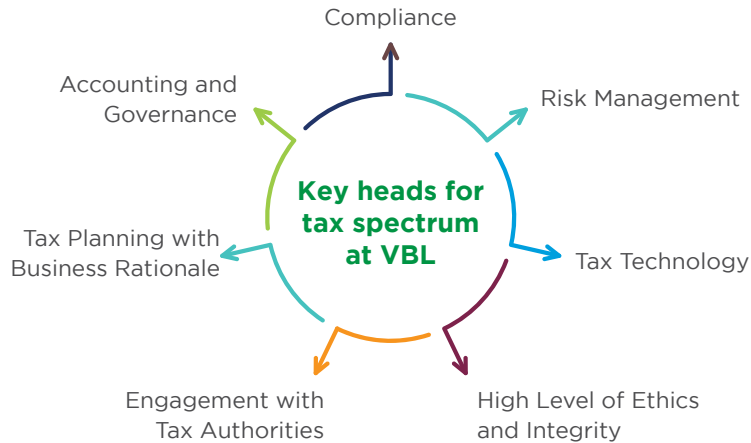 Compliance
Risk Management
Tax Technology
High Level of Ethics
and Integrity
Engagement with
Tax Authorities
Tax Planning with
Business Rationale
Accounting and
Governance
Key heads for
tax spectrum
at VBL